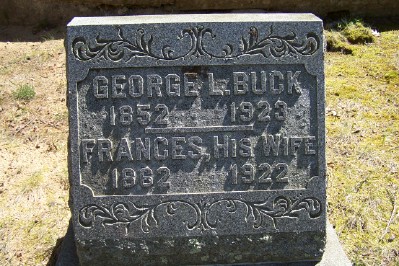 GEORGE L. BUCK
1852 - 1923
FRANCES, HIS WIFE
1862 - 1922